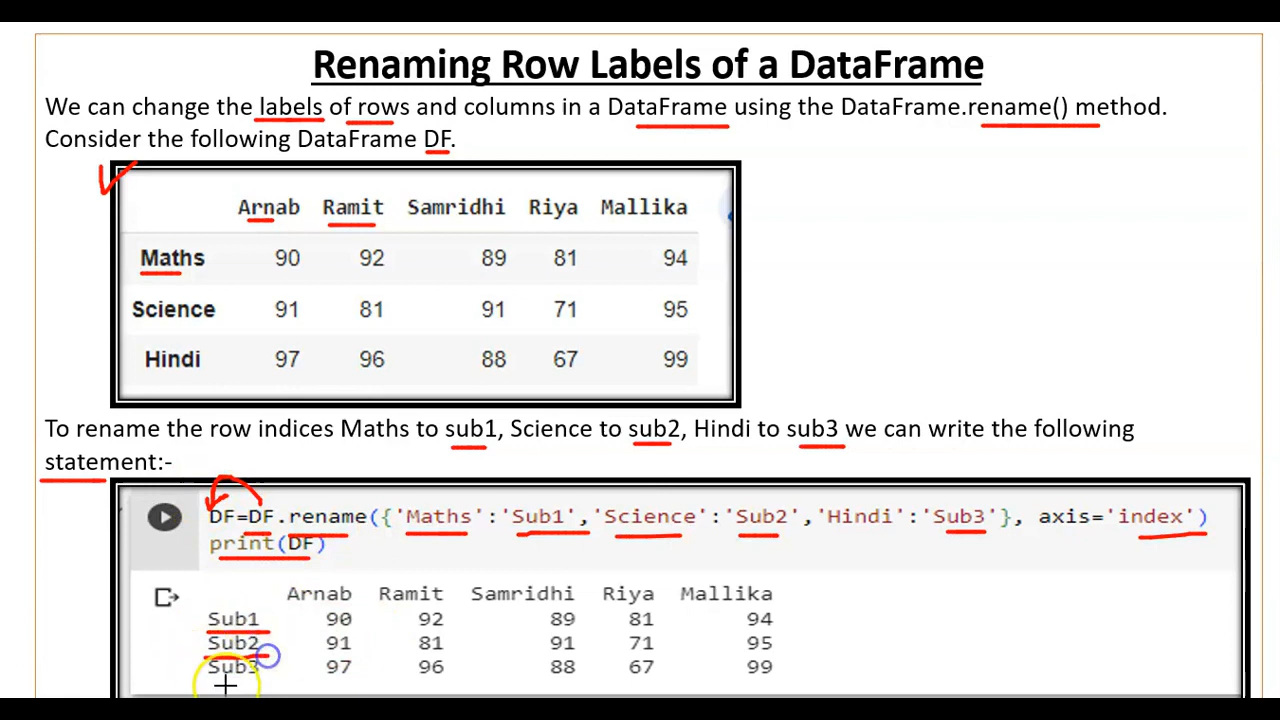 Renaming Row Labels of a DataFrame
We can change the labels of rows and columns in a DataFrame using the DataFrame.rename() method.
Consider the following DataFrame DF.
Arnab Ramit Samridhi Riya Mallika
Maths 90 92 89 81 94
Science 91 81 91 71 95
Hindi 97 96 88 67 99
To rename the row indices Maths to sub1, Science to sub2, Hindi to sub3 we can write the following
statement:-
DF=DF.rename({'Maths':'Sub1','Science':'Sub2','Hindi':'Sub3'}, axis='index')
print(DF)
Arnab Ramit Samridhi Riya Mallika
Sub1 90 92 89 81 94
Sub2 91 81 91 71 95
Sub3 97 96 88 67 99